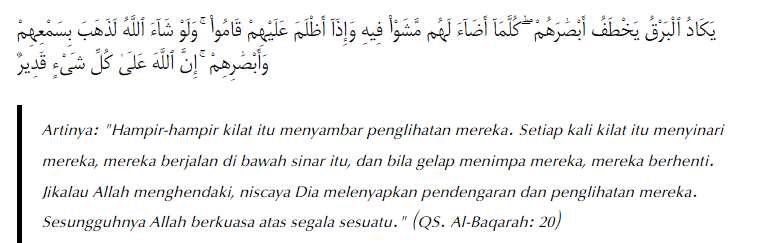 يَكَادُ ٱلْبَرْقُ يَخْطَفُ أَبْصَٰرَهُمْ ۖ كُلَّمَآ أَضَآءَ لَهُم مَّشَوْا۟ فِيهِ وَإِذَآ أَظْلَمَ عَلَيْهِمْ قَامُوا۟ ۚ وَلَوْ شَآءَ ٱللَّهُ لَذَهَبَ بِسَمْعِهِمْ
وَأَبْصَٰرِهِمْ ۚ إِنَّ ٱللَّهَ عَلَىٰ كُلِّ شَىْءٍ قَدِيرٌ
Artinya: "Hampir-hampir kilat itu menyambar penglihatan mereka. Setiap kali kilat itu menyinari
mereka, mereka berjalan di bawah sinar itu, dan bila gelap menimpa mereka, mereka berhenti.
Jikalau Allah menghendaki, niscaya Dia melenyapkan pendengaran dan penglihatan mereka.
Sesungguhnya Allah berkuasa atas segala sesuatu." (QS. Al-Baqarah: 20)